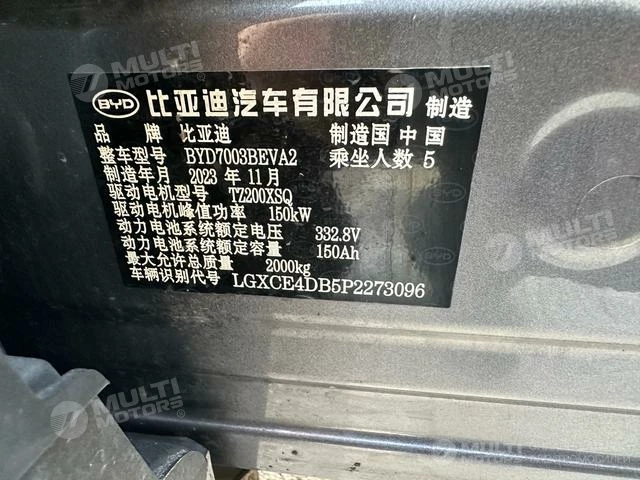 MULTI MOTORS
BYD 比亚迪汽车有限公司 制造
品 牌 比亚迪 制造国 中国
整车型号 BYD7003BEVA2 乘坐人数 5
制造年月 2023 年 11 月
驱动电机型号 TZ200XSQ
驱动电机峰值功率 150kW
动力电池系统额定电压 332.8V
动力电池系统额定容量 150Ah
最大允许总质量 2000kg
车辆识别代号 LGXCE4DB5P2273096
MULTI MOTORS
MULTI